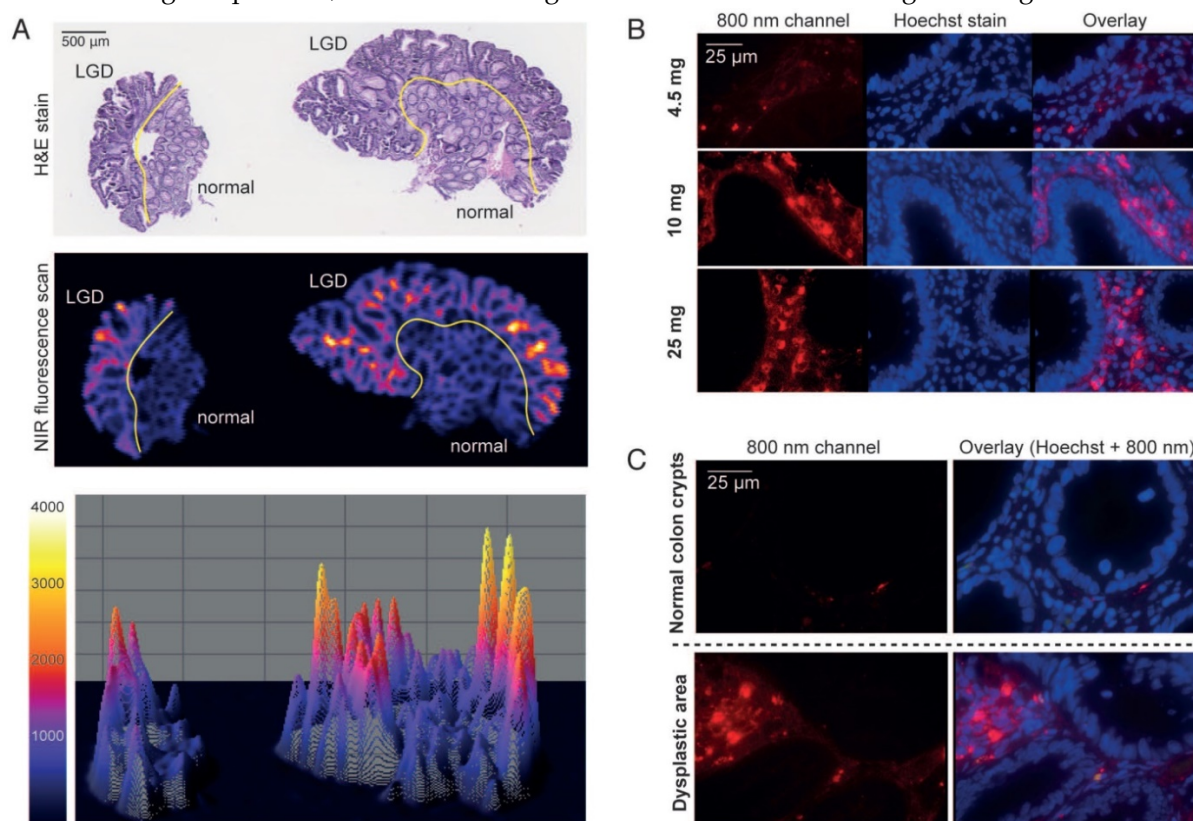 A
500 µm
LGD
LGD
normal
normal
H&E stain
LGD
LGD
normal
normal
NIR fluorescence scan
4000
3000
2000
1000
B
800 nm channel
Hoechst stain
Overlay
25 µm
4.5 mg
10 mg
25 mg
C
800 nm channel
Overlay (Hoechst + 800 nm)
25 µm
Normal colon crypts
Dysplastic area